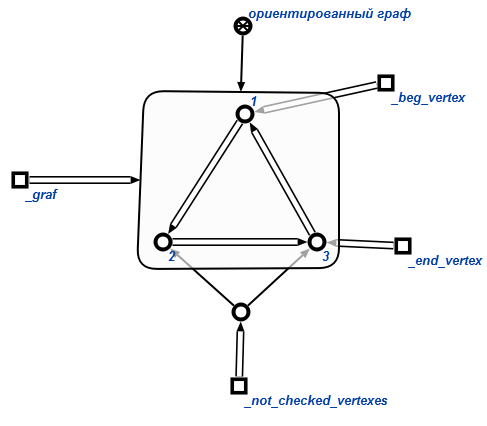 ориентированный граф
_beg_vertex
1
_graf
2
3
_end_vertex
_not_checked_vertexes